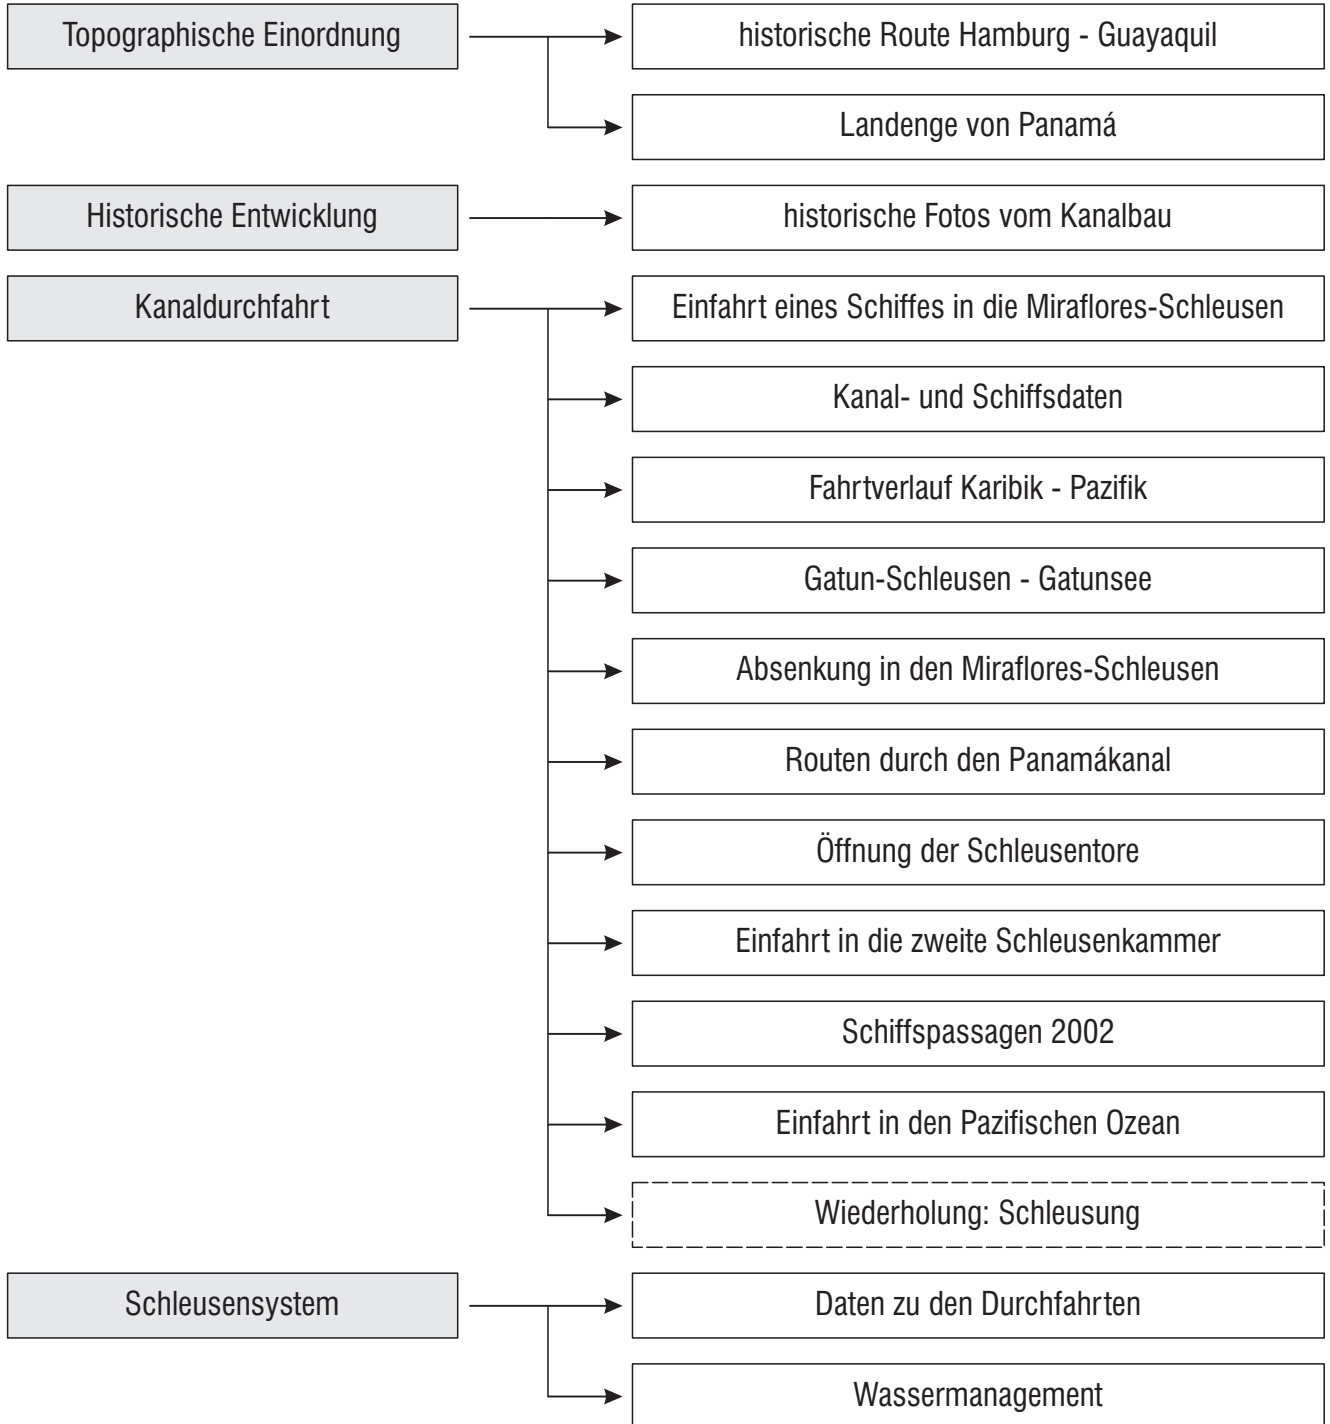 Topographische Einordnung
historische Route Hamburg - Guayaquil
Landenge von Panamá
Historische Entwicklung
historische Fotos vom Kanalbau
Kanaldurchfahrt
Einfahrt eines Schiffes in die Miraflores-Schleusen
Kanal- und Schiffsdaten
Fahrtverlauf Karibik - Pazifik
Gatun-Schleusen - Gatunsee
Absenkung in den Miraflores-Schleusen
Routen durch den Panamákanal
Öffnung der Schleusentore
Einfahrt in die zweite Schleusenkammer
Schiffspassagen 2002
Einfahrt in den Pazifischen Ozean
Wiederholung: Schleusung
Schleusensystem
Daten zu den Durchfahrten
Wassermanagement